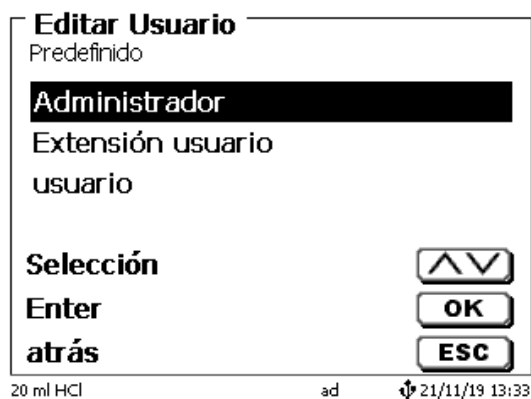 Editar Usuario
Predefinido
Administrador
Extensión usuario
usuario
Selección
Enter OK
atrás ESC
20 ml HCl ad 21/11/19 13:33